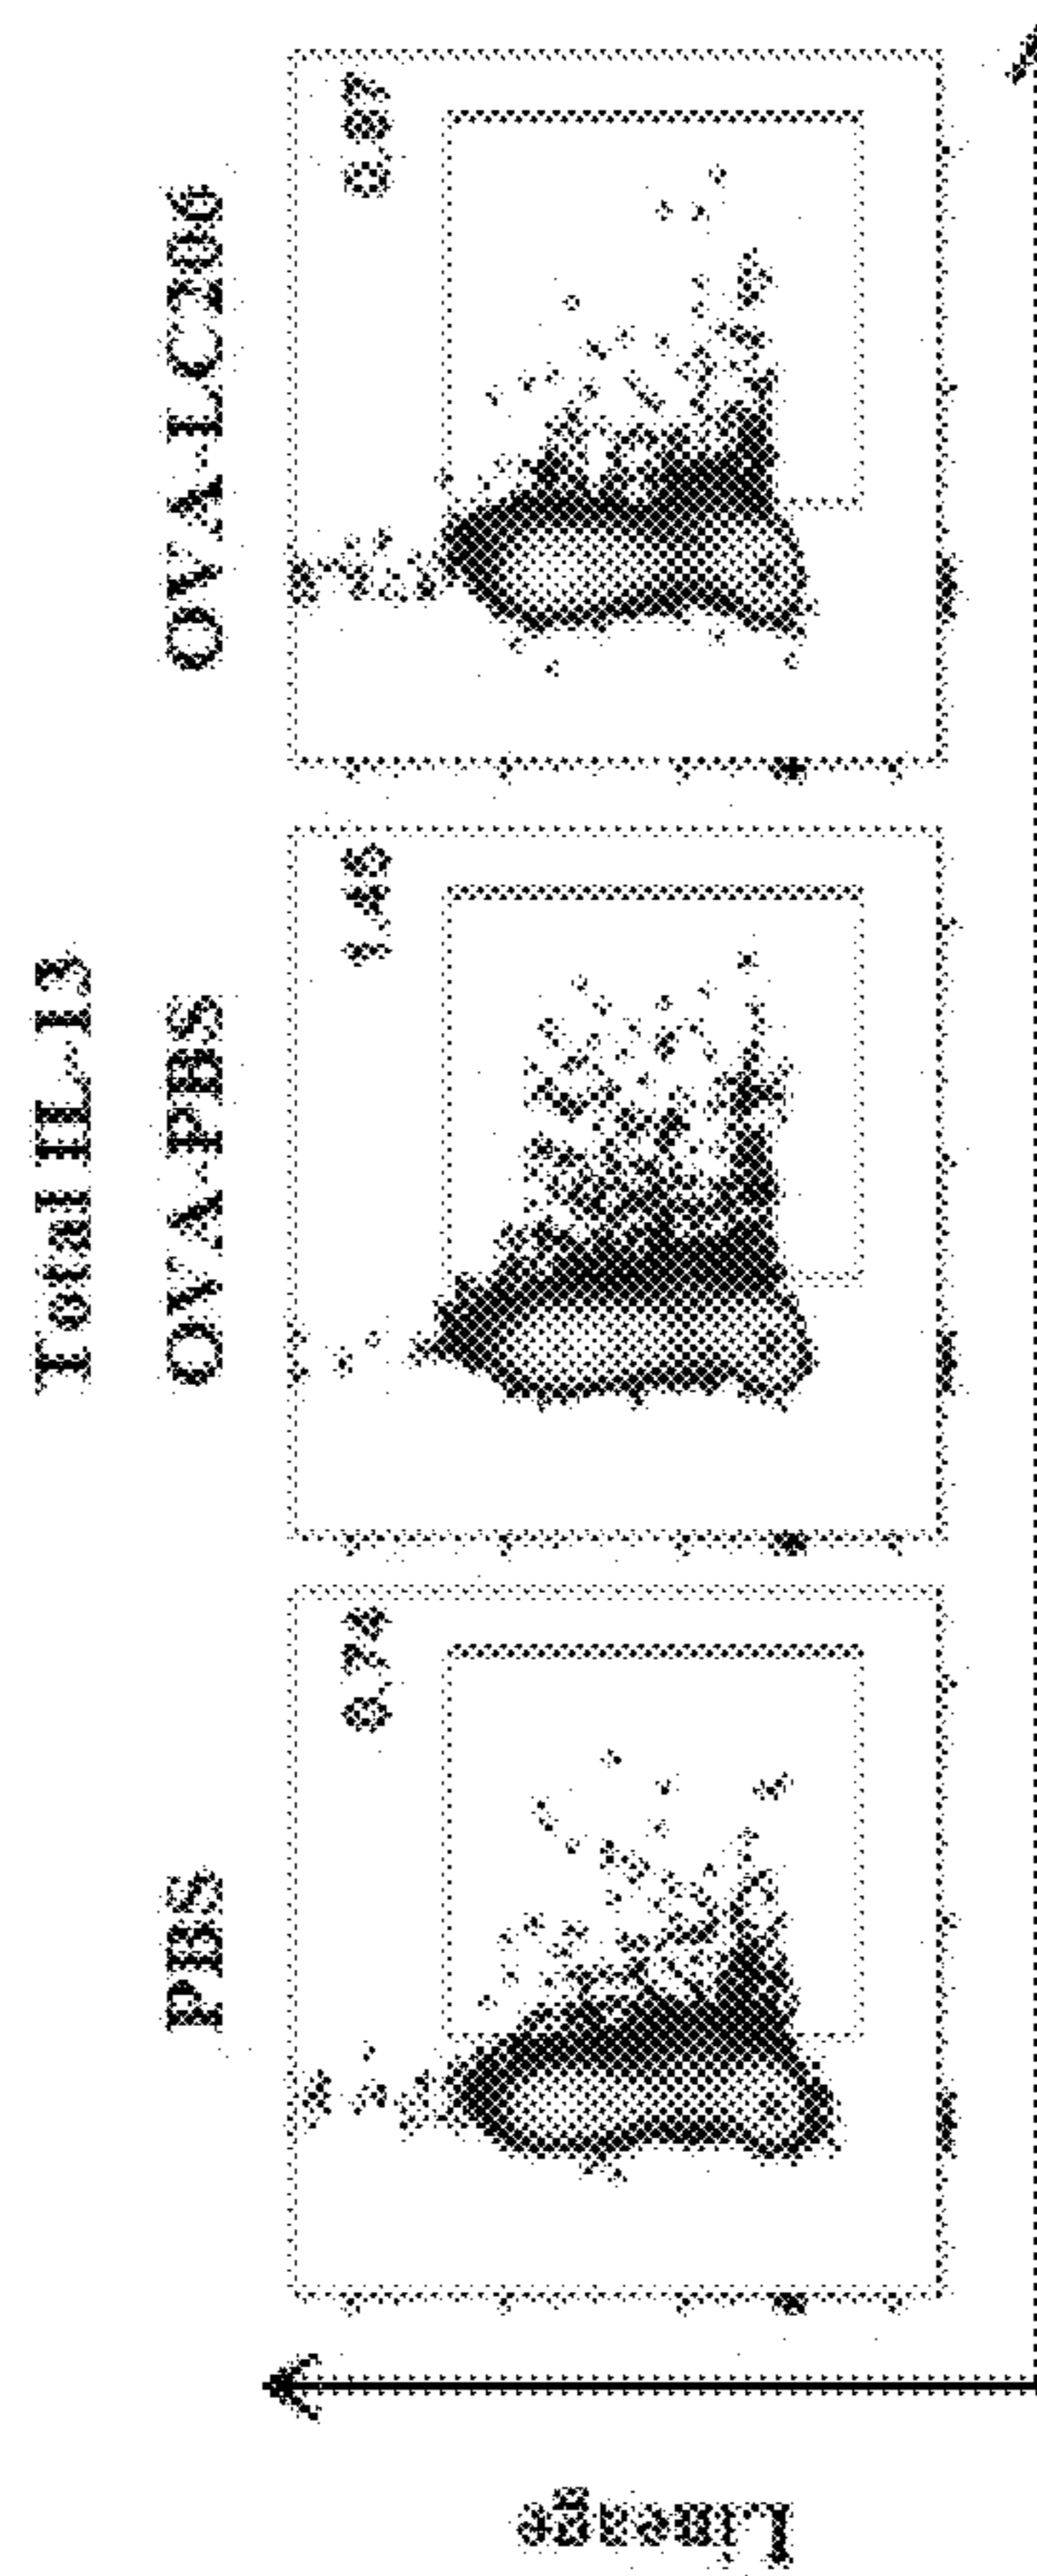 Total IL-13
PBS
OVA-PBS
OVA-LC206
0.74
1.45
0.87
Lineage